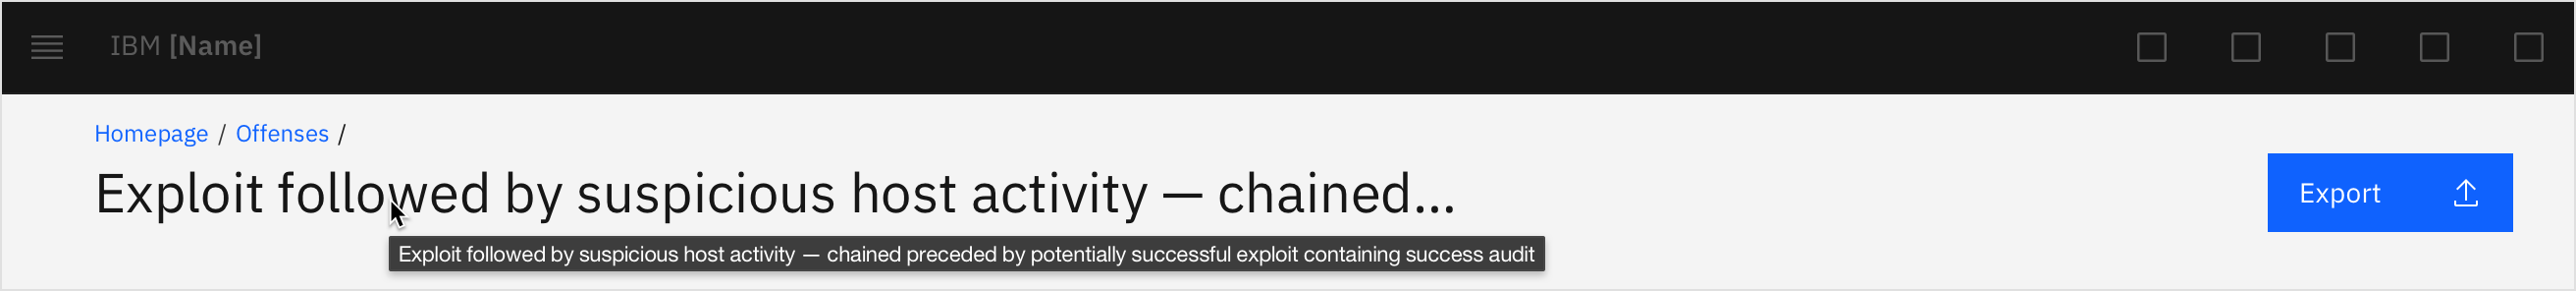 IBM [Name]
Homepage / Offenses /
Exploit followed by suspicious host activity — chained...
Export
Exploit followed by suspicious host activity — chained preceded by potentially successful exploit containing success audit